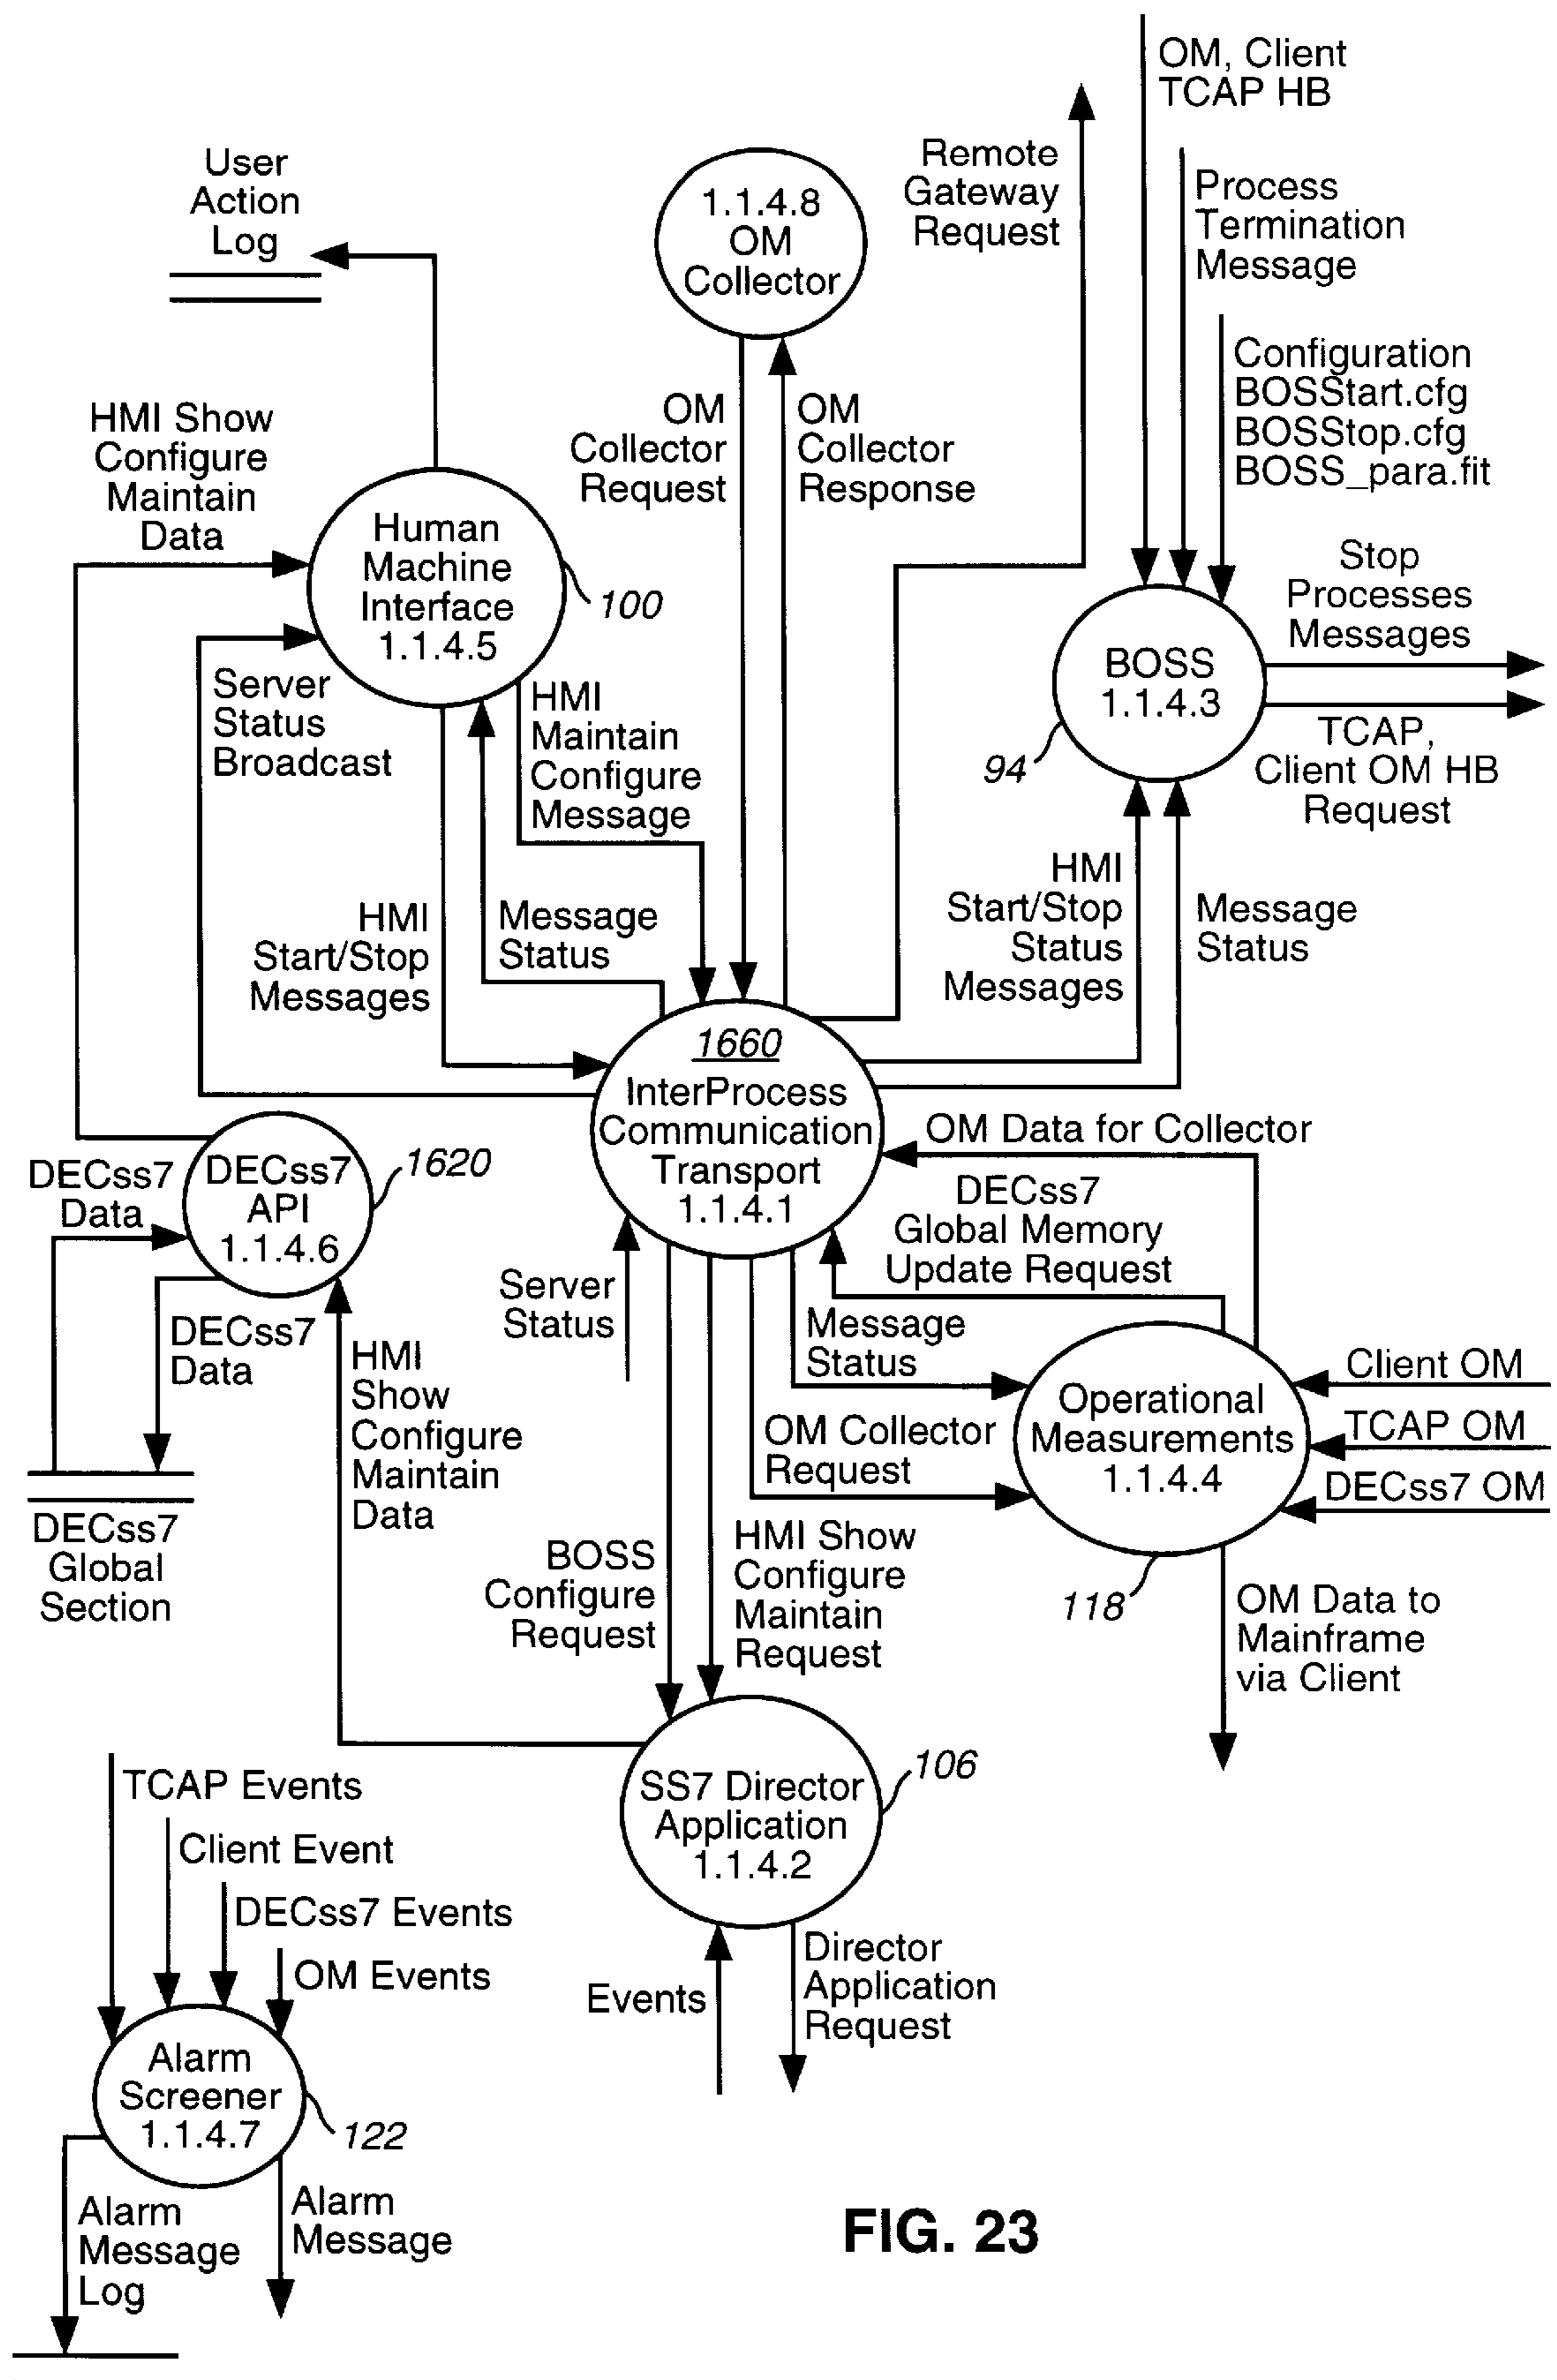 OM, Client
TCAP HB
Remote
Gateway
Request
Process
Termination
Message
User
Action
Log
1.1.4.8
OM
Collector
Configuration
BOSStart.cfg
BOSStop.cfg
BOSS_para.fit
HMI Show
Configure
Maintain
Data
OM
Collector
Request
OM
Collector
Response
Human
Machine
Interface
1.1.4.5
100
Stop
Processes
Messages
BOSS
1.1.4.3
94
TCAP,
Client OM HB
Request
Server
Status
Broadcast
HMI
Maintain
Configure
Message
HMI
Start/Stop
Messages
Message
Status
HMI
Start/Stop
Status
Messages
Message
Status
1660
InterProcess
Communication
Transport
1.1.4.1
DECss7
Data
DECss7
API
1.1.4.6
1620
OM Data for Collector
DECss7
Global Memory
Update Request
Server
Status
Message
Status
DECss7
Data
HMI
Show
Configure
Maintain
Data
OM Collector
Request
Operational
Measurements
1.1.4.4
118
Client OM
TCAP OM
DECss7 OM
DECss7
Global
Section
BOSS
Configure
Request
HMI Show
Configure
Maintain
Request
OM Data to
Mainframe
via Client
SS7 Director
Application
1.1.4.2
106
TCAP Events
Client Event
DECss7 Events
OM Events
Events
Director
Application
Request
Alarm
Screener
1.1.4.7
122
Alarm
Message
Log
Alarm
Message
FIG. 23